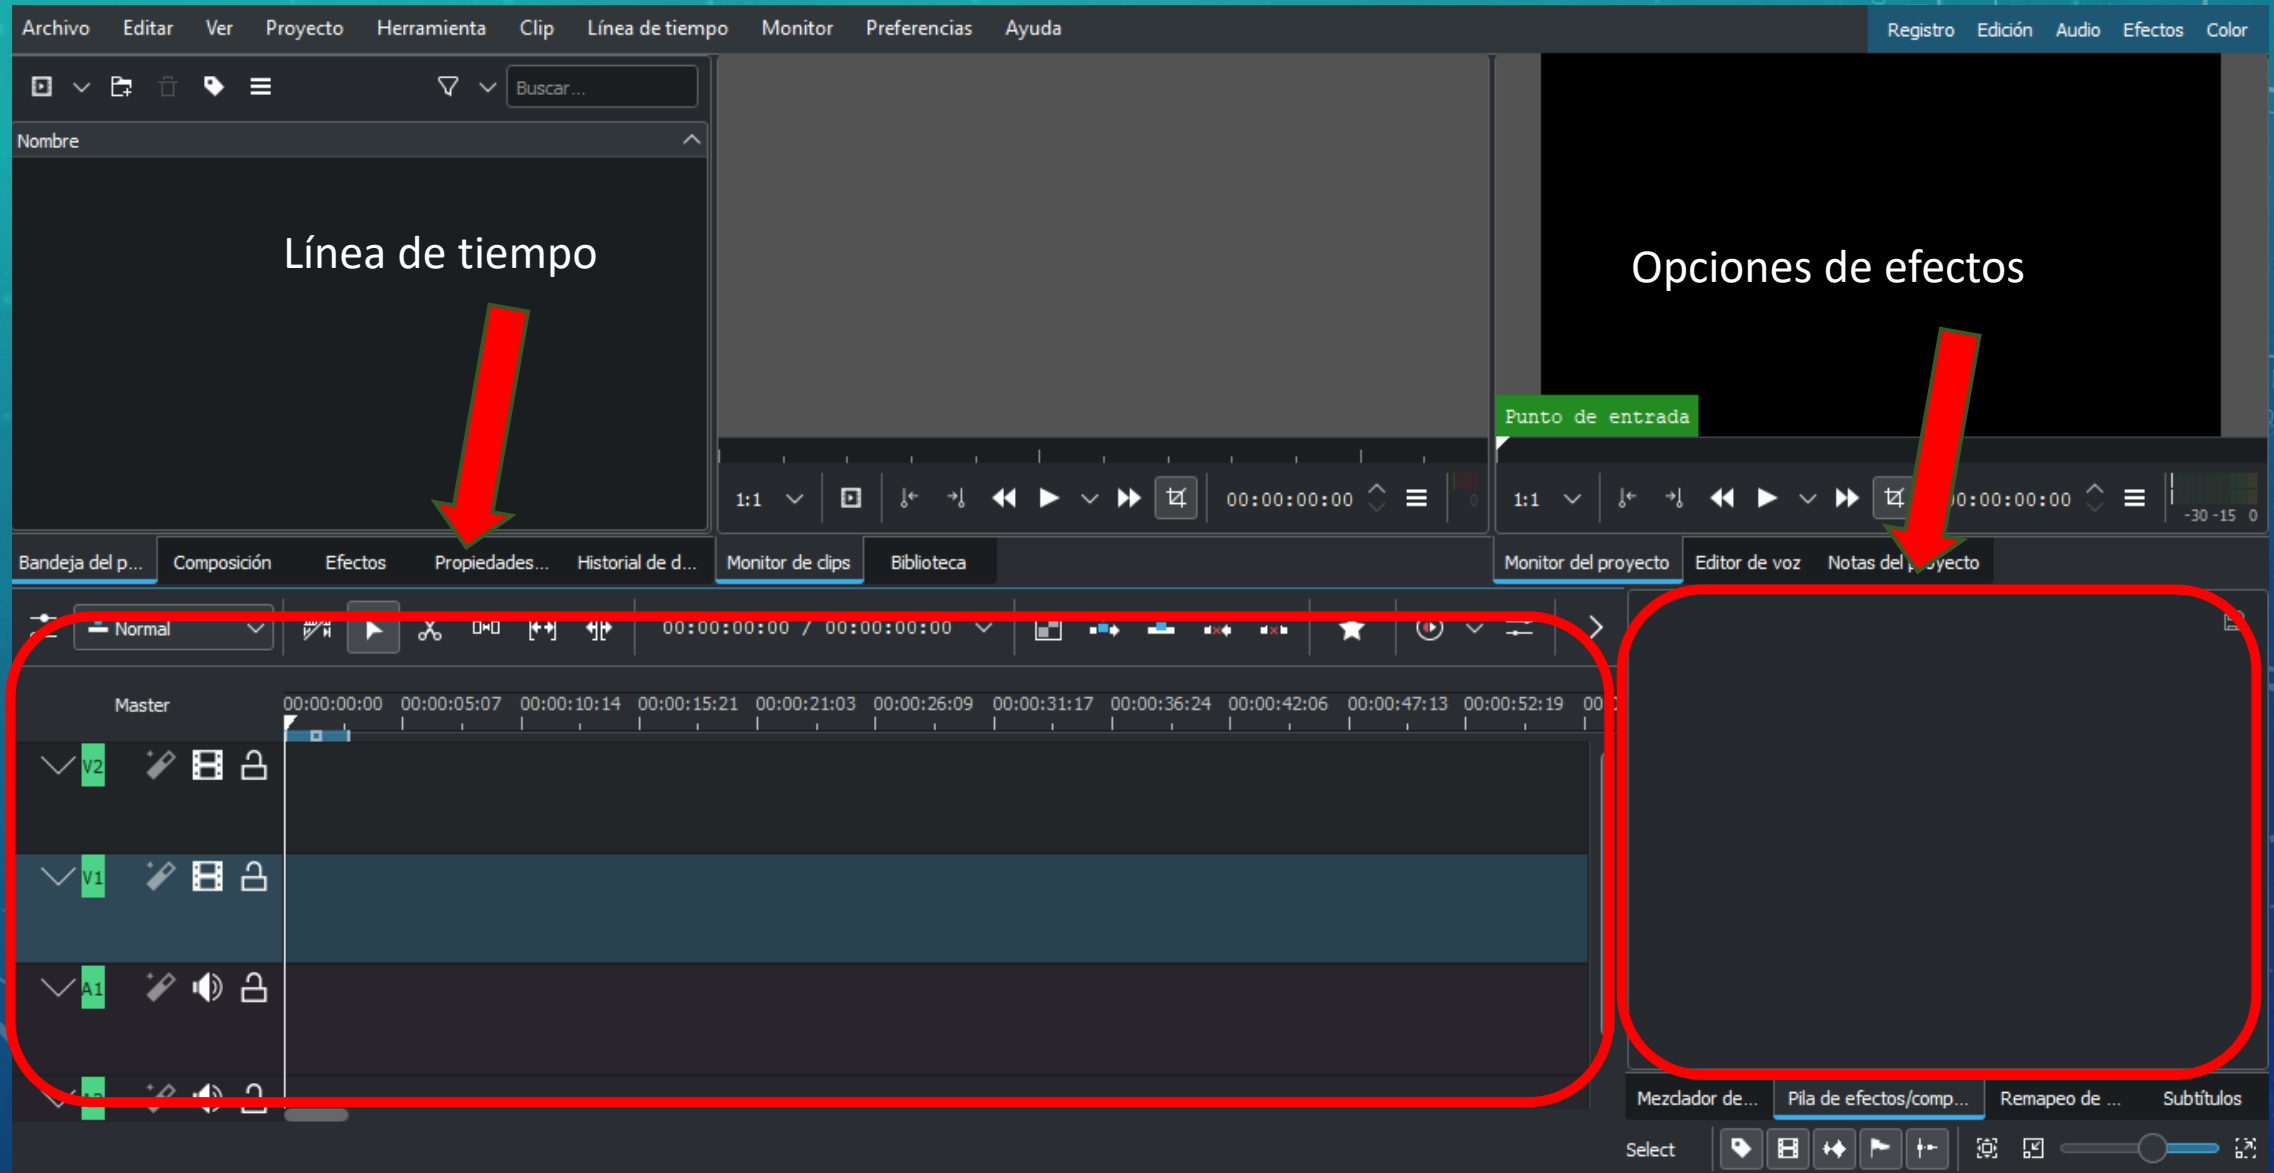 Archivo Editar Ver Proyecto Herramienta Clip Línea de tiempo Monitor Preferencias Ayuda
Registro Edición Audio Efectos Color
Buscar...
Nombre
Línea de tiempo
Opciones de efectos
Punto de entrada
1:1 00:00:00:00 0
1:1 00:00:00:00 -30 -15 0
Bandeja del p... Composición Efectos Propiedades... Historial de d... Monitor de clips Biblioteca
Monitor del proyecto Editor de voz Notas del proyecto
Normal 00:00:00:00 / 00:00:00:00
Master 00:00:00:00 00:00:05:07 00:00:10:14 00:00:15:21 00:00:21:03 00:00:26:09 00:00:31:17 00:00:36:24 00:00:42:06 00:00:47:13 00:00:52:19
V2
V1
A1
Mezclador de... Pila de efectos/comp... Remapeo de ... Subtítulos
Select